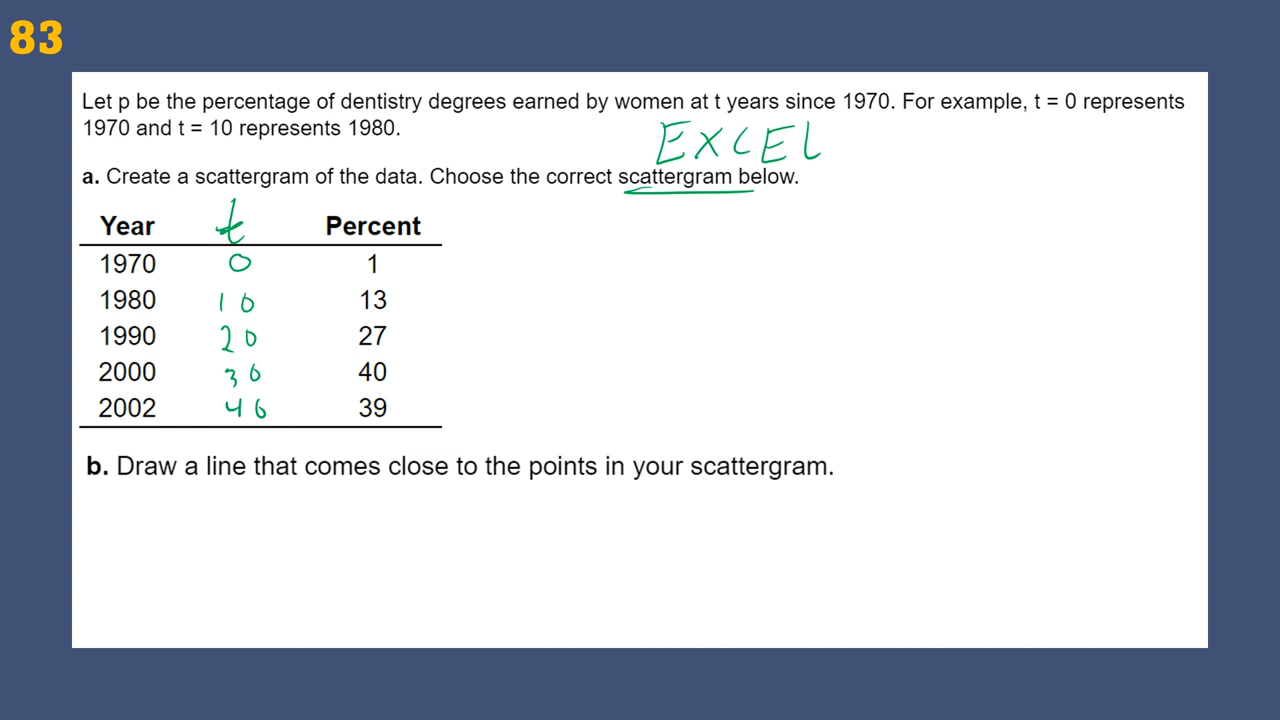 83
Let p be the percentage of dentistry degrees earned by women at t years since 1970. For example, t = 0 represents
1970 and t = 10 represents 1980.
EXCEL
a. Create a scattergram of the data. Choose the correct scattergram below.
Year t Percent
1970 0 1
1980 10 13
1990 20 27
2000 30 40
2002 40 39
b. Draw a line that comes close to the points in your scattergram.